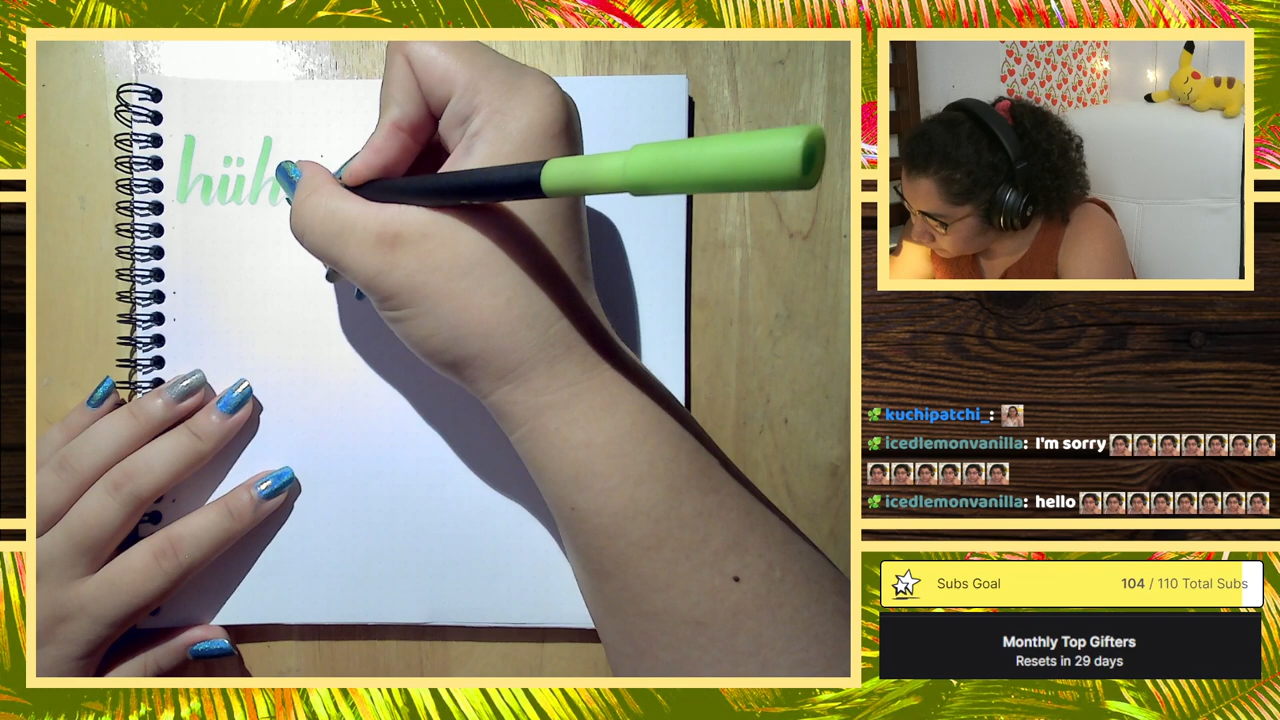 hüh
kuchipatchi_:
icedlemonvanilla: I'm sorry
icedlemonvanilla: hello
Subs Goal 104 / 110 Total Subs
Monthly Top Gifters
Resets in 29 days